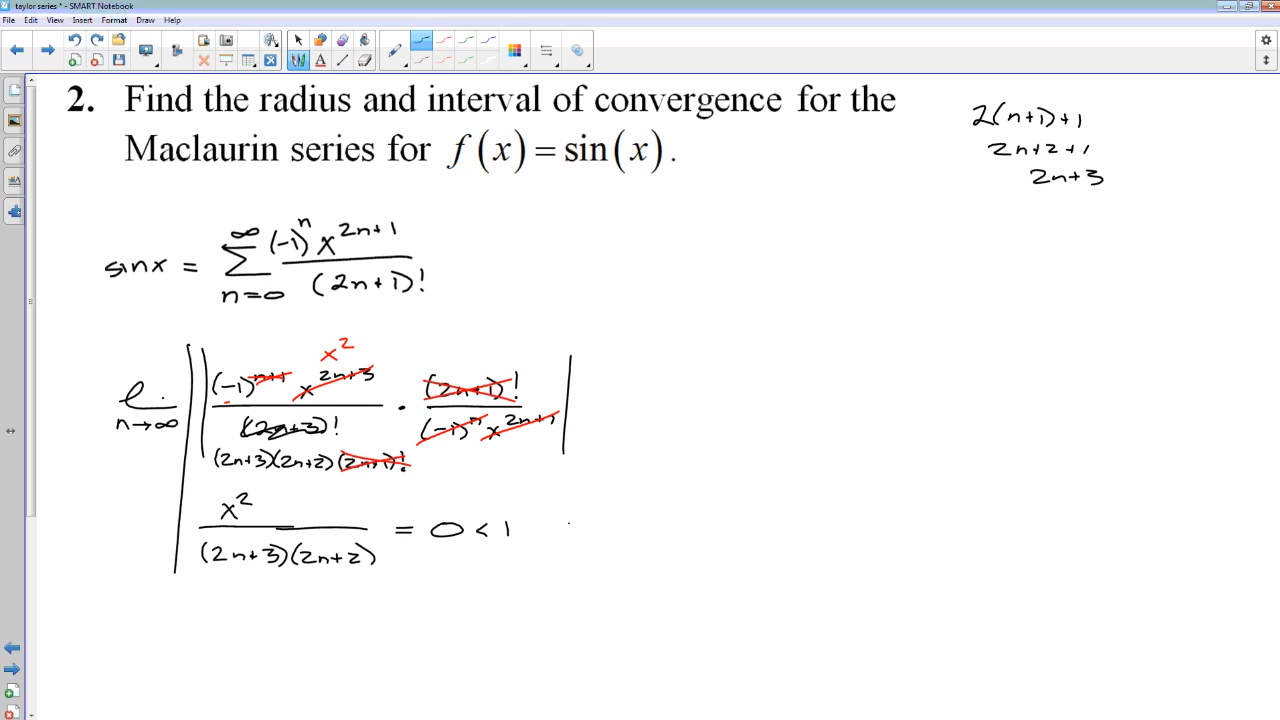 taylor series * - SMART Notebook
File Edit View Insert Format Tools Draw Help
2. Find the radius and interval of convergence for the
Maclaurin series for f(x) = sin(x).
2(n+1)+1
2n+2+1
2n+3
sinx = ∑_{n=0}^{∞} (-1)^n x^{2n+1} / (2n+1)!
x^2
lim n→∞ | | (-1)^{n+1} x^{2n+3} / (2n+3)! · (2n+1)! / (-1)^n x^{2n+1} |
(2n+3)(2n+2)(2n+1)!
x^2 / (2n+3)(2n+2) = 0 < 1